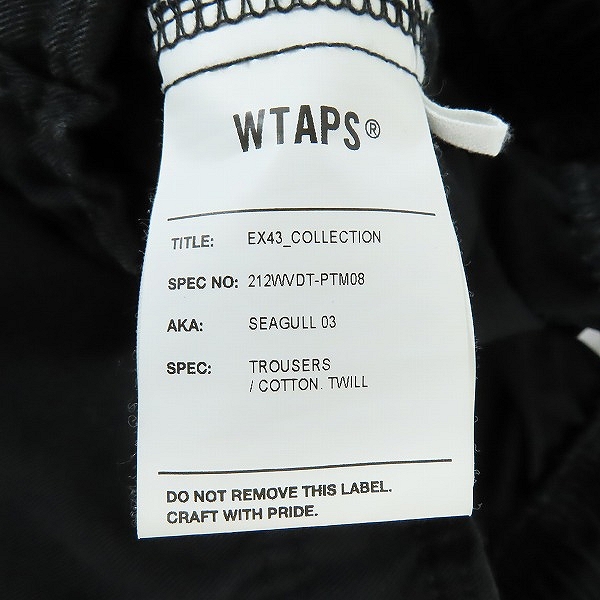 WTAPS®
TITLE: EX43_COLLECTION
SPEC NO: 212WVDT-PTM08
AKA: SEAGULL 03
SPEC: TROUSERS
/ COTTON. TWILL
DO NOT REMOVE THIS LABEL.
CRAFT WITH PRIDE.